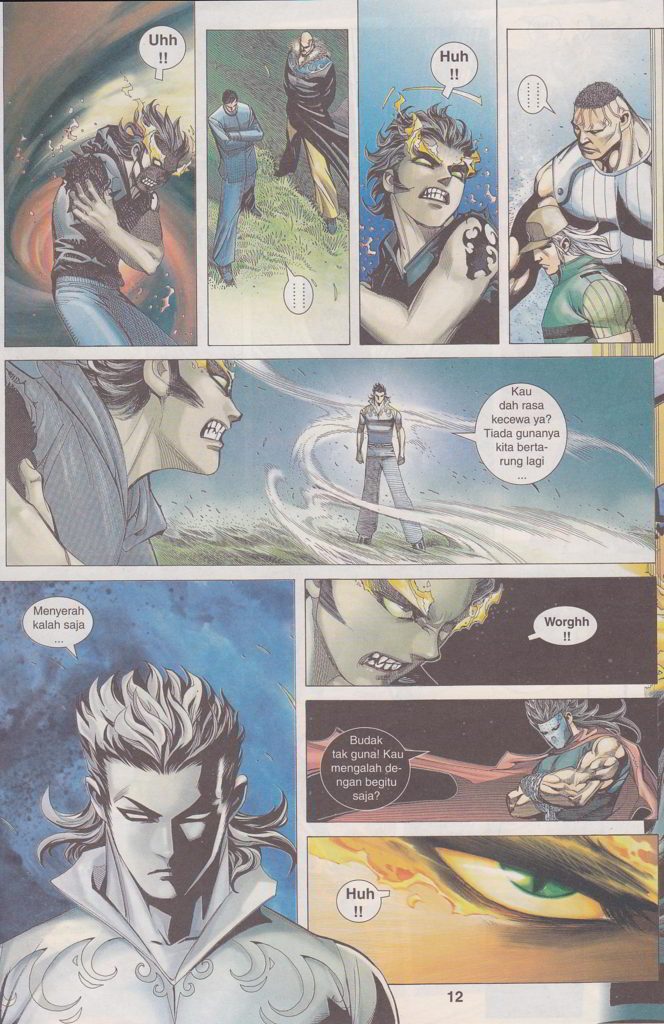 Uhh
!!
......
Huh
!!
......
Kau
dah rasa
kecewa ya?
Tiada gunanya
kita berta-
rung lagi
...
Menyerah
kalah saja
...
Worghh
!!
Budak
tak guna! Kau
mengalah de-
ngan begitu
saja?
Huh
!!
12